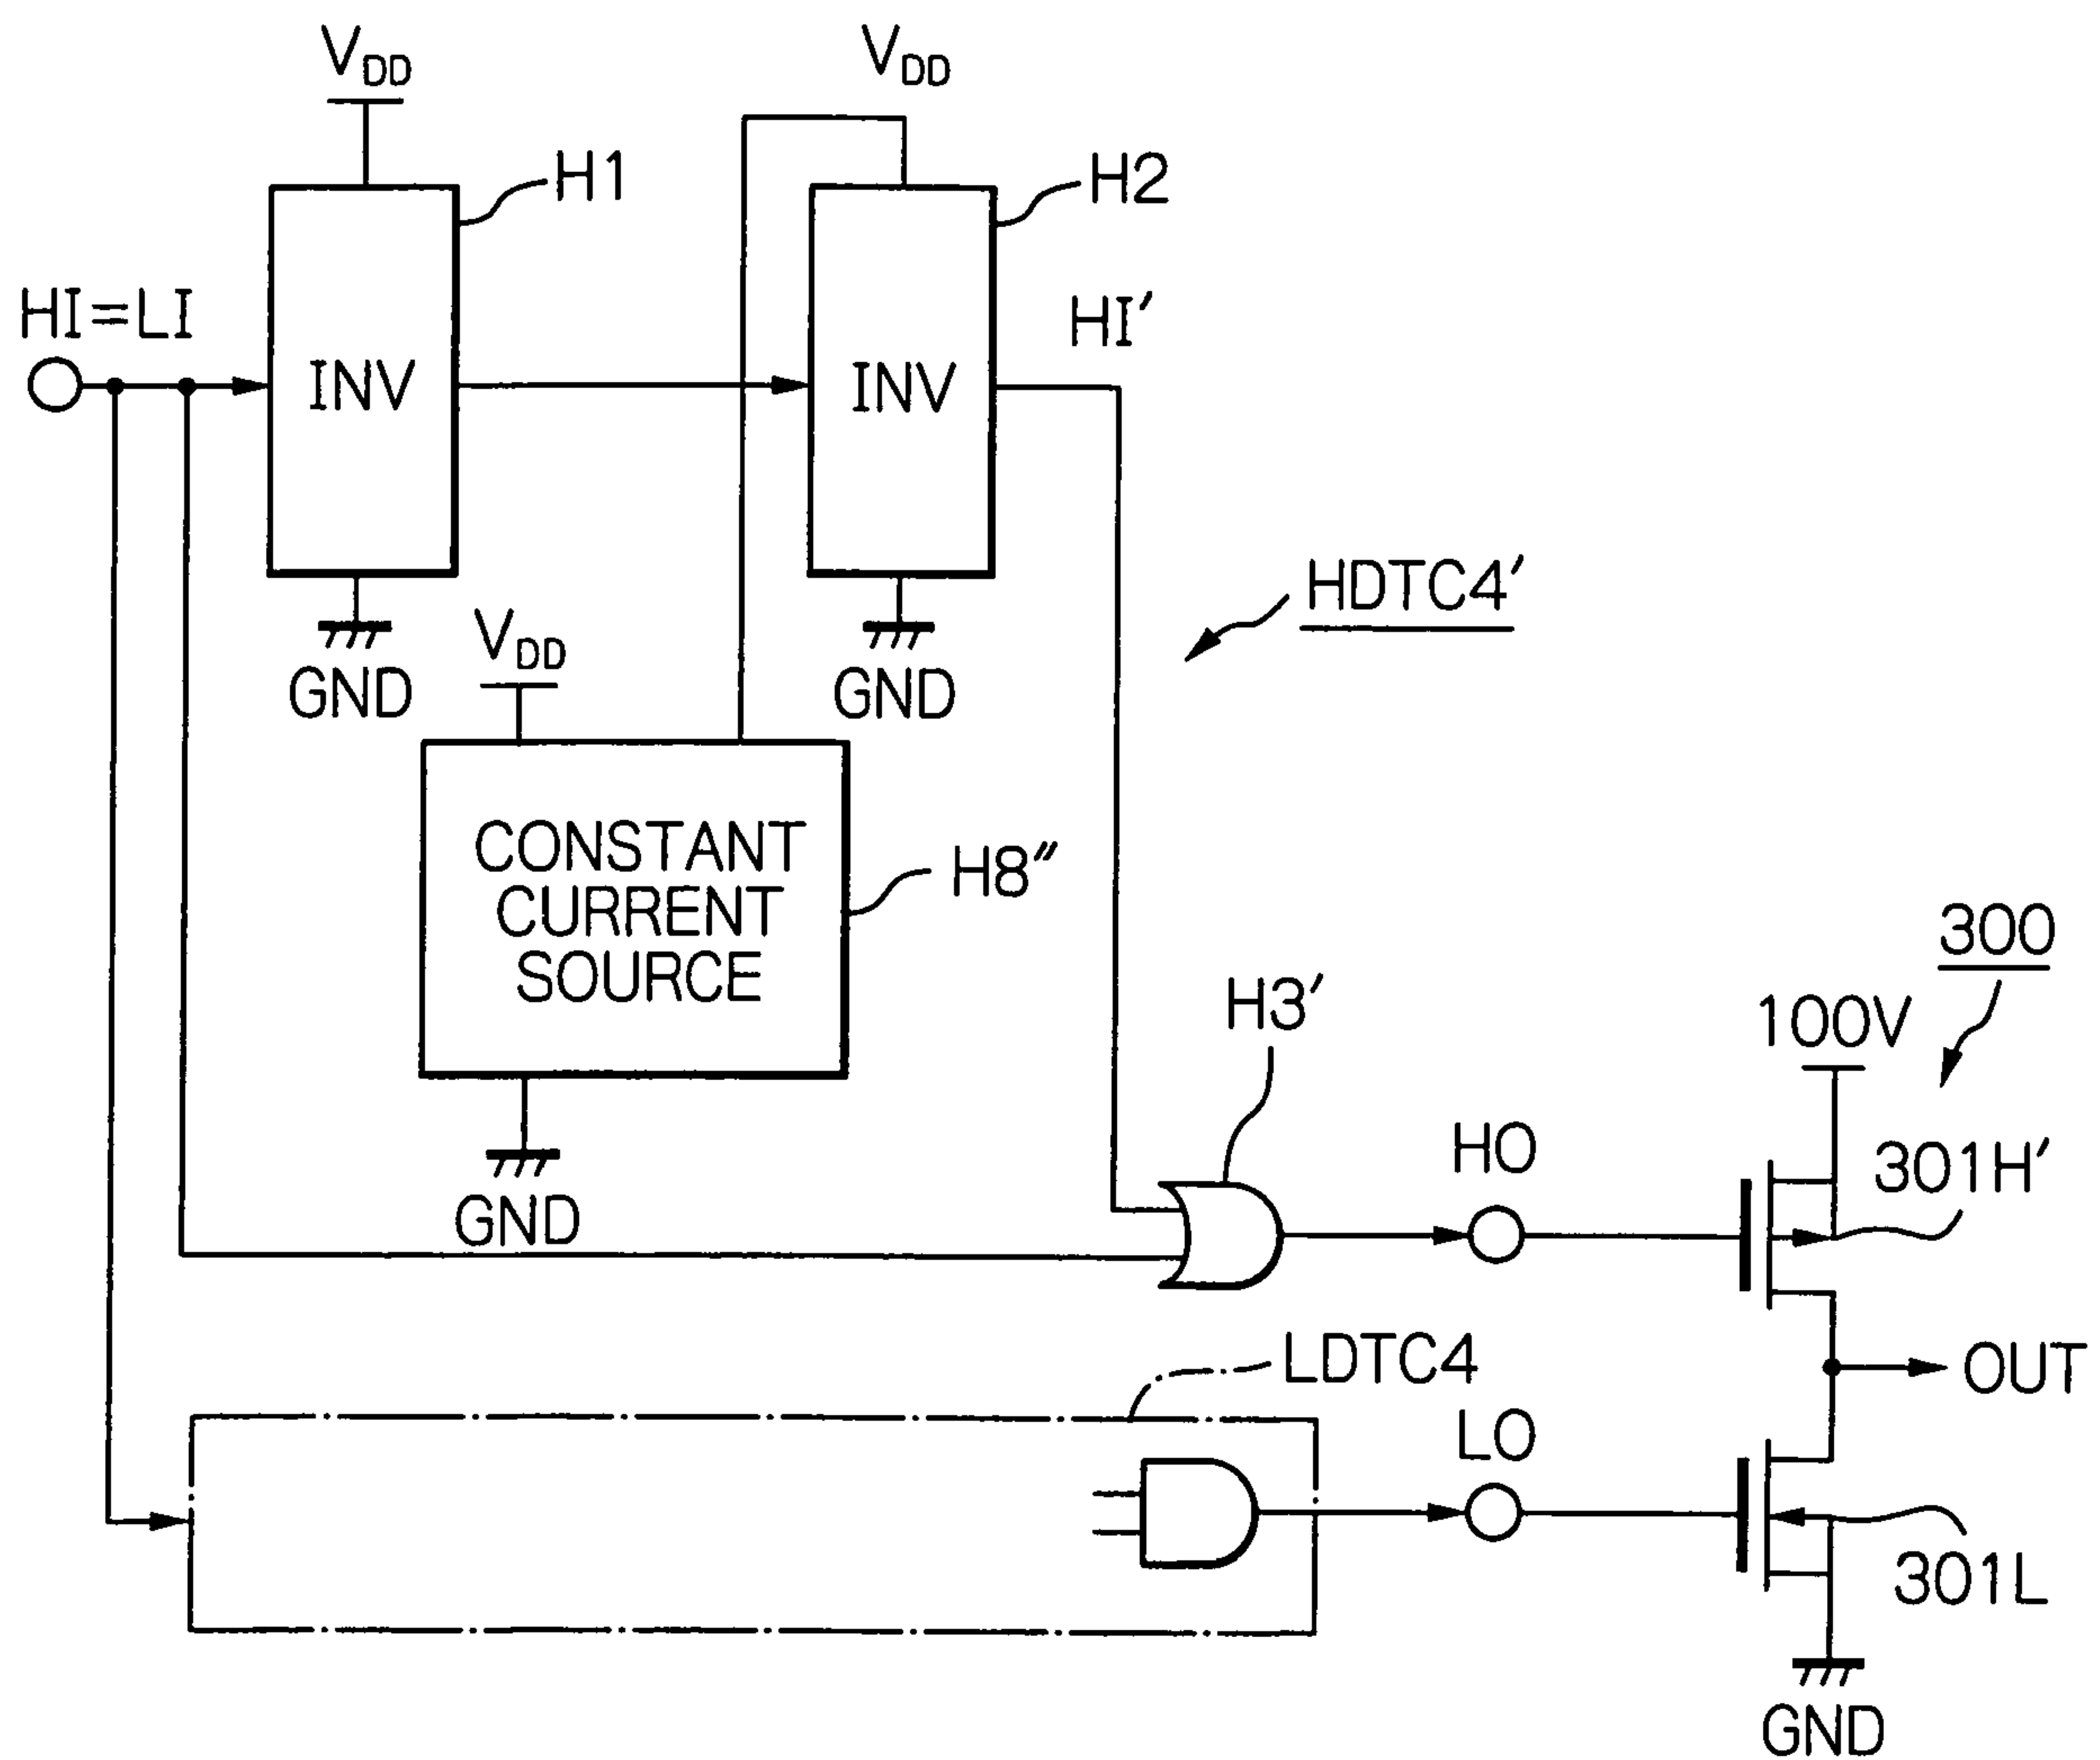 VDD
VDD
H1
H2
HI=LI
INV
INV
HI′
HDTC4′
VDD
GND
GND
CONSTANT
CURRENT
SOURCE
H8″
300
H3′
100V
HO
301H′
GND
LDTC4
OUT
LO
301L
GND